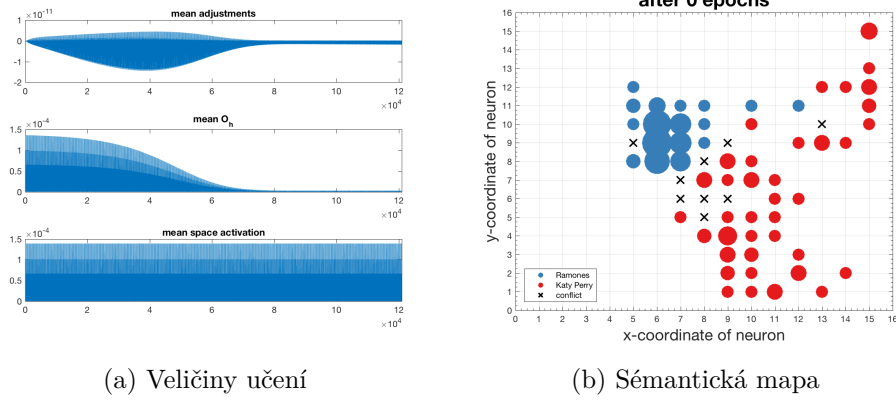 mean adjustments
×10-11
1
0
-1
-2
0 2 4 6 8 10 12
×104
mean Oh
×10-4
1.5
1
0.5
0
0 2 4 6 8 10 12
×104
mean space activation
×10-4
1.5
1
0.5
0
0 2 4 6 8 10 12
×104
(a) Veličiny učení
after 0 epochs
16
15
14
13
12
11
10
9
8
7
6
5
4
3
2
1
0
y-coordinate of neuron
Ramones
Katy Perry
conflict
0 1 2 3 4 5 6 7 8 9 10 11 12 13 14 15 16
x-coordinate of neuron
(b) Sémantická mapa